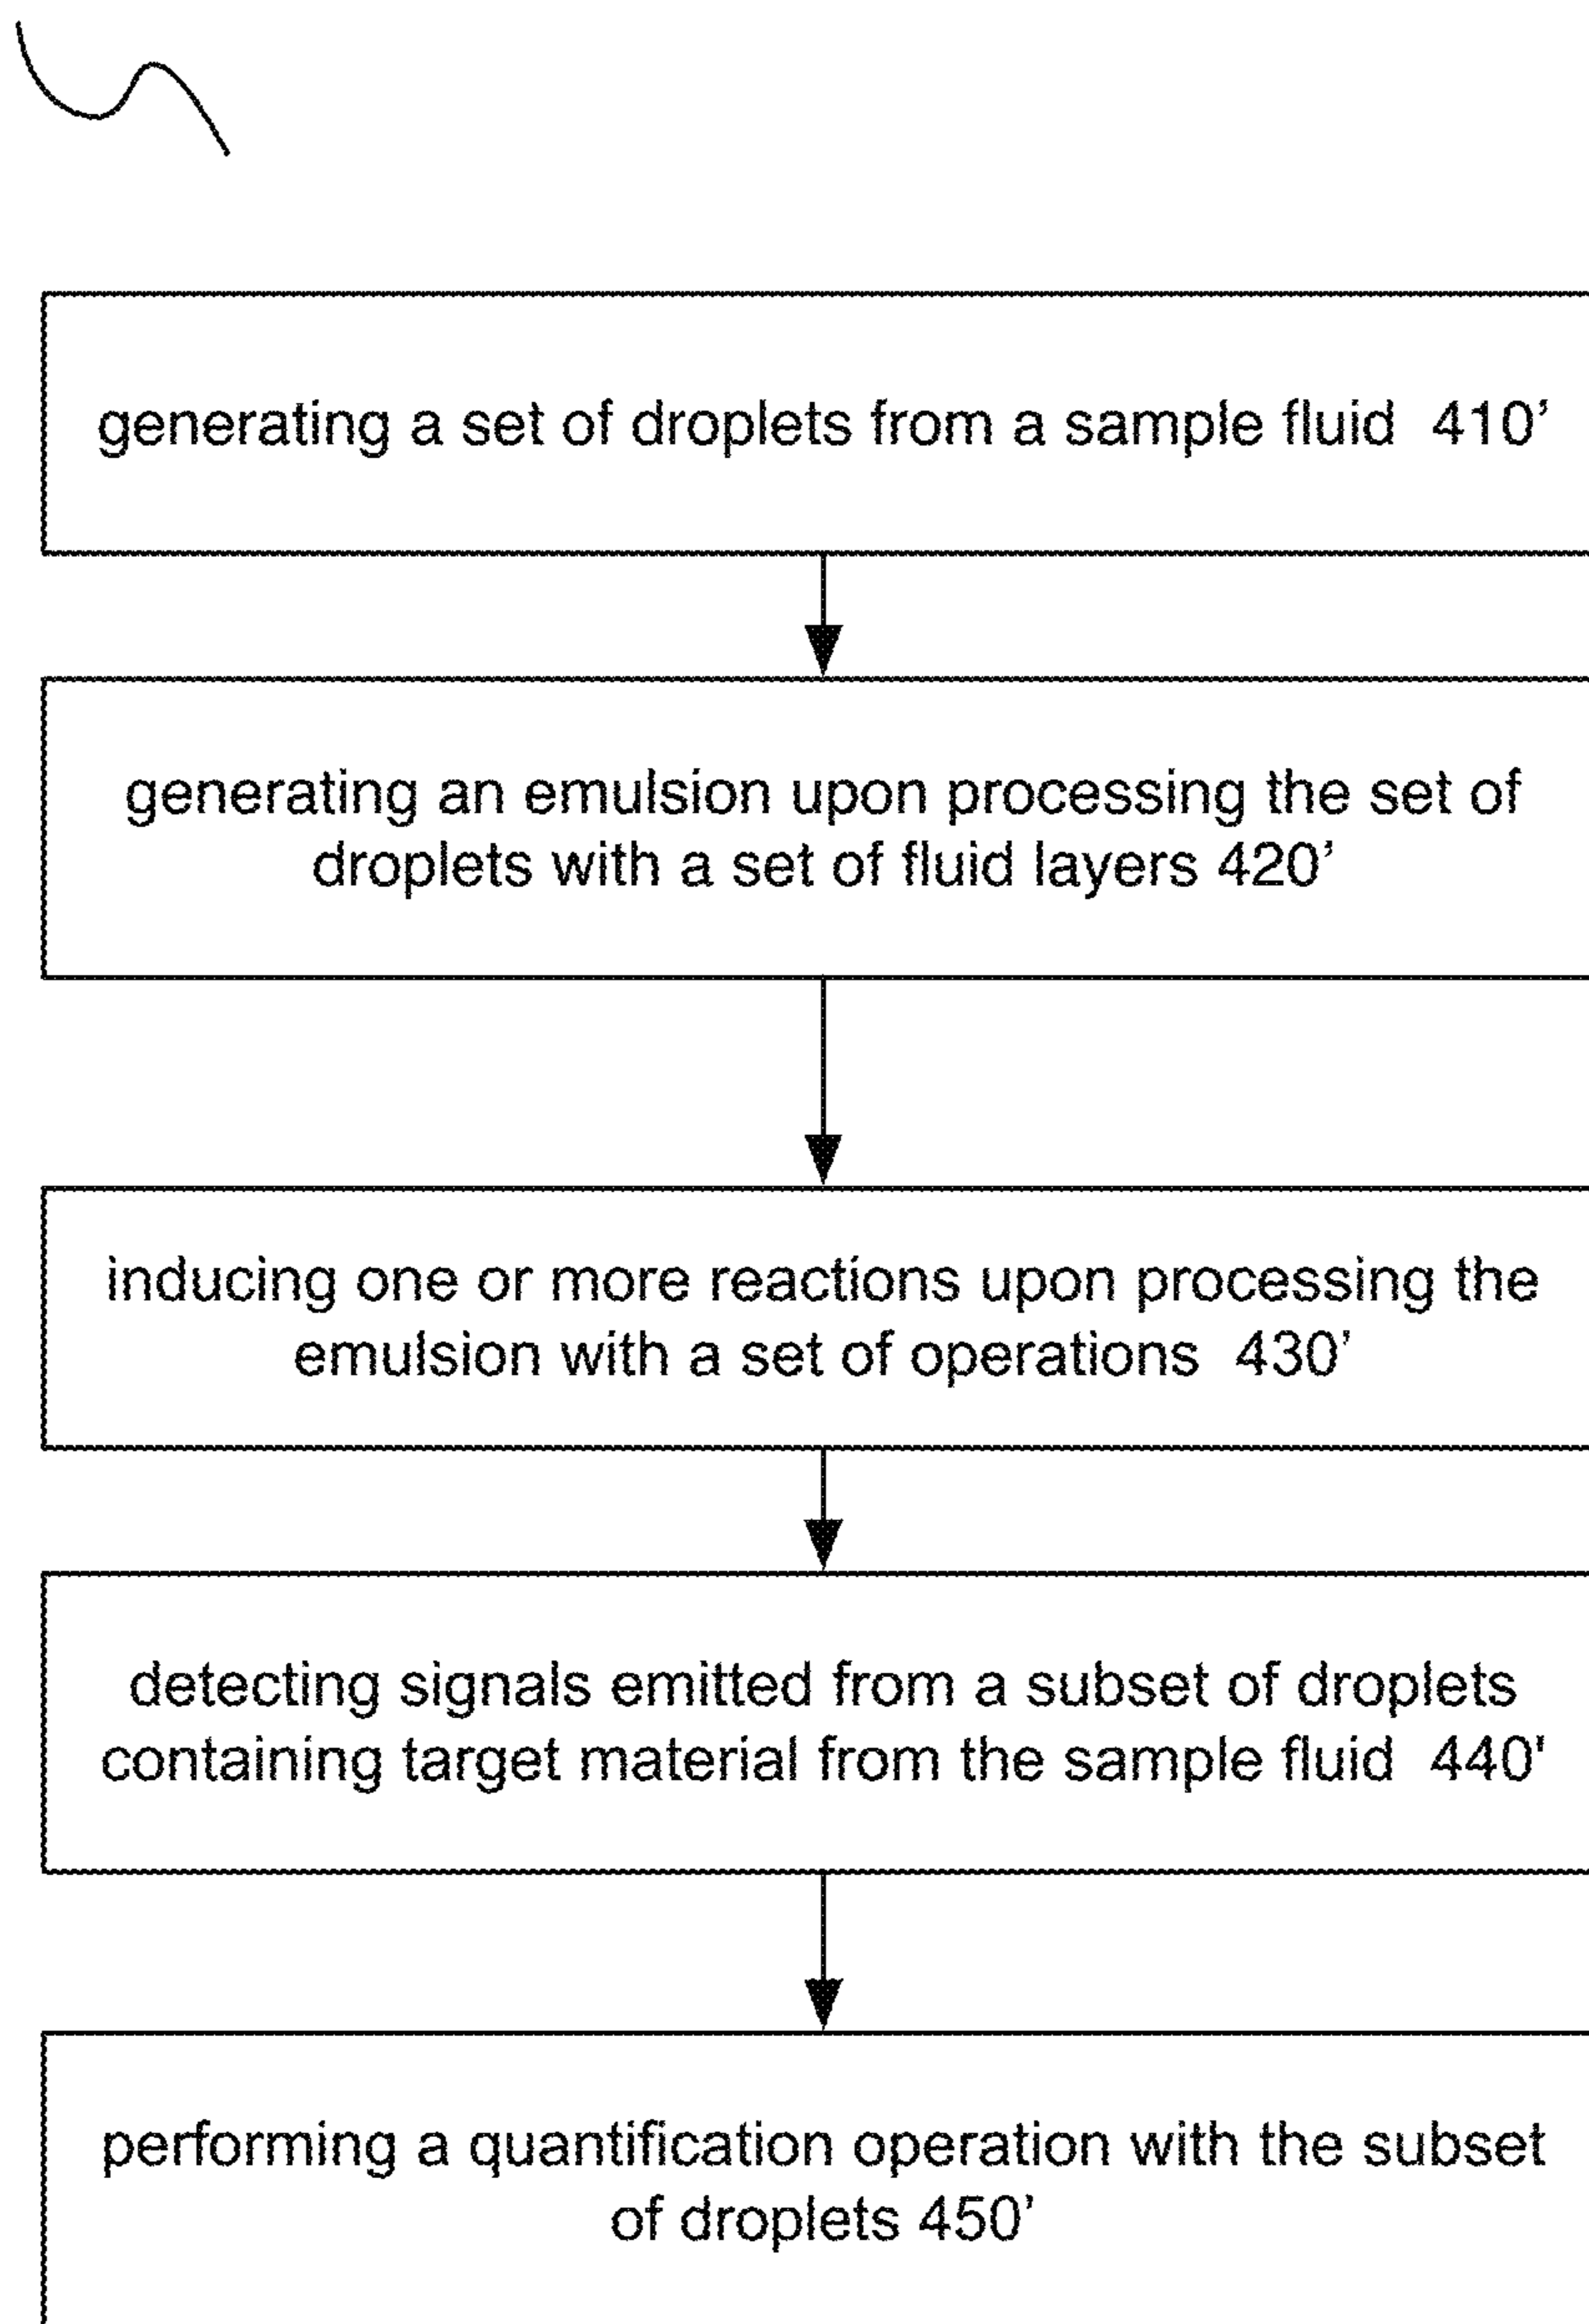 generating a set of droplets from a sample fluid 410’
generating an emulsion upon processing the set of
droplets with a set of fluid layers 420’
inducing one or more reactions upon processing the
emulsion with a set of operations 430’
detecting signals emitted from a subset of droplets
containing target material from the sample fluid 440'
performing a quantification operation with the subset
of droplets 450’